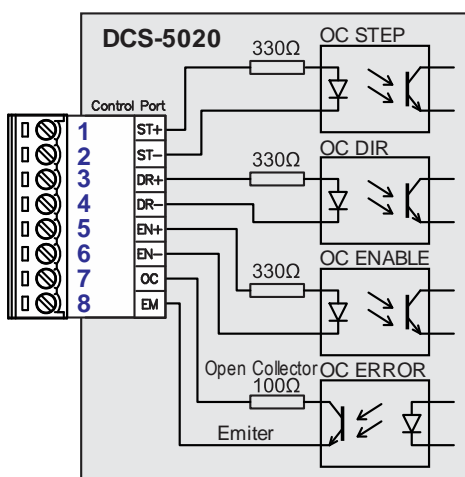 DCS-5020
OC STEP
330Ω
Control Port
1 ST+
2 ST–
330Ω
OC DIR
3 DR+
4 DR–
5 EN+
6 EN–
330Ω
OC ENABLE
7 OC
8 EM
Open Collector
OC ERROR
100Ω
Emiter